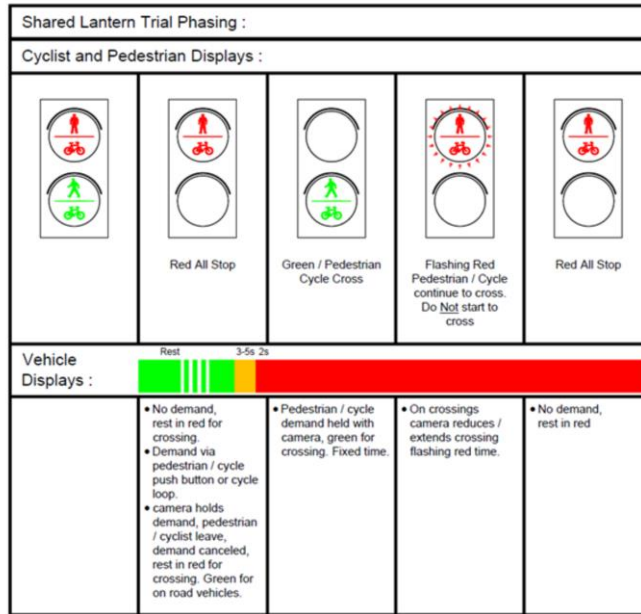 Shared Lantern Trial Phasing :
Cyclist and Pedestrian Displays :
Red All Stop
Green / Pedestrian
Cycle Cross
Flashing Red
Pedestrian / Cycle
continue to cross.
Do Not start to
cross
Red All Stop
Vehicle
Displays :
Rest
3-5s 2s
• No demand,
rest in red for
crossing.
• Demand via
pedestrian / cycle
push button or cycle
loop.
• camera holds
demand, pedestrian
/ cyclist leave,
demand canceled,
rest in red for
crossing. Green for
on road vehicles.
• Pedestrian / cycle
demand held with
camera, green for
crossing. Fixed time.
• On crossings
camera reduces /
extends crossing
flashing red time.
• No demand,
rest in red